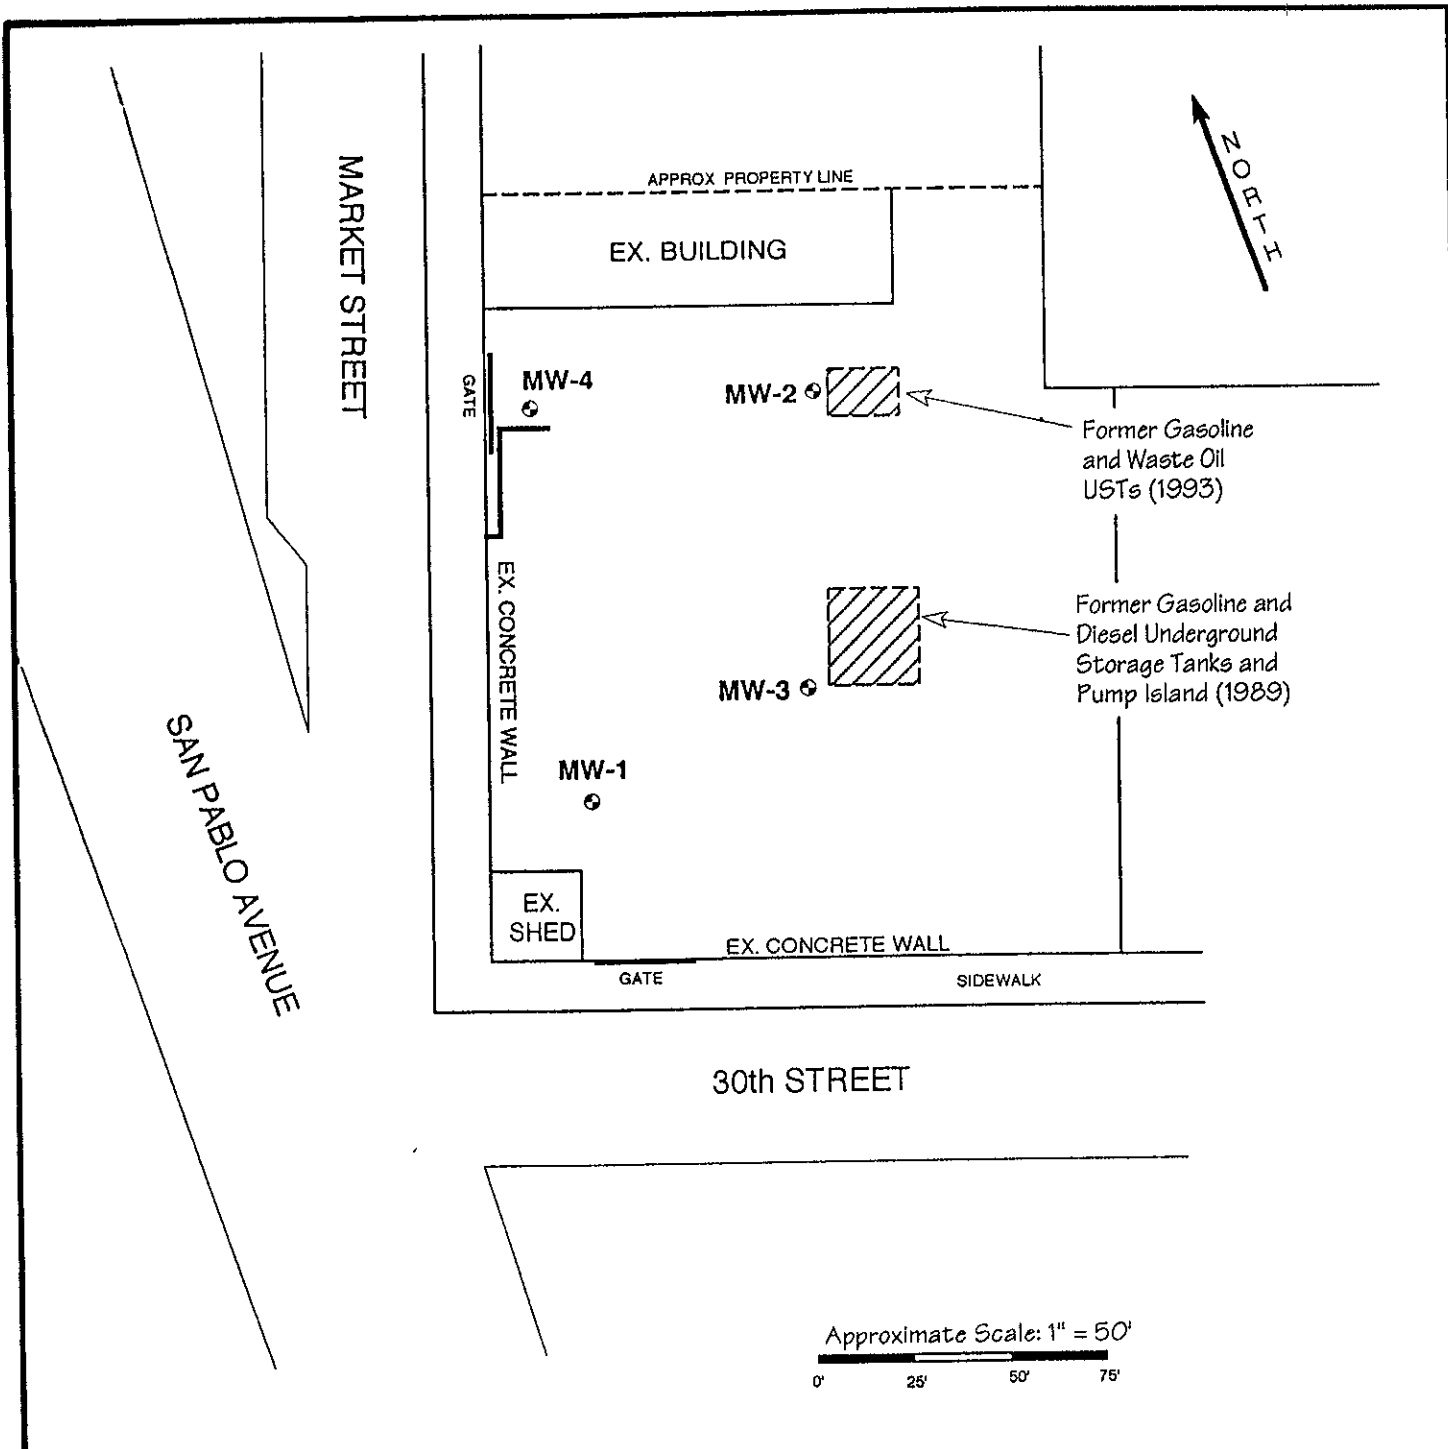 APPROX PROPERTY LINE
NORTH
MARKET STREET
EX. BUILDING
GATE
MW-4
MW-2
Former Gasoline
and Waste Oil
USTs (1993)
EX. CONCRETE WALL
Former Gasoline and
Diesel Underground
Storage Tanks and
Pump Island (1989)
MW-3
SAN PABLO AVENUE
MW-1
EX.
SHED
EX. CONCRETE WALL
GATE
SIDEWALK
30th STREET
Approximate Scale: 1" = 50'
0' 25' 50' 75'